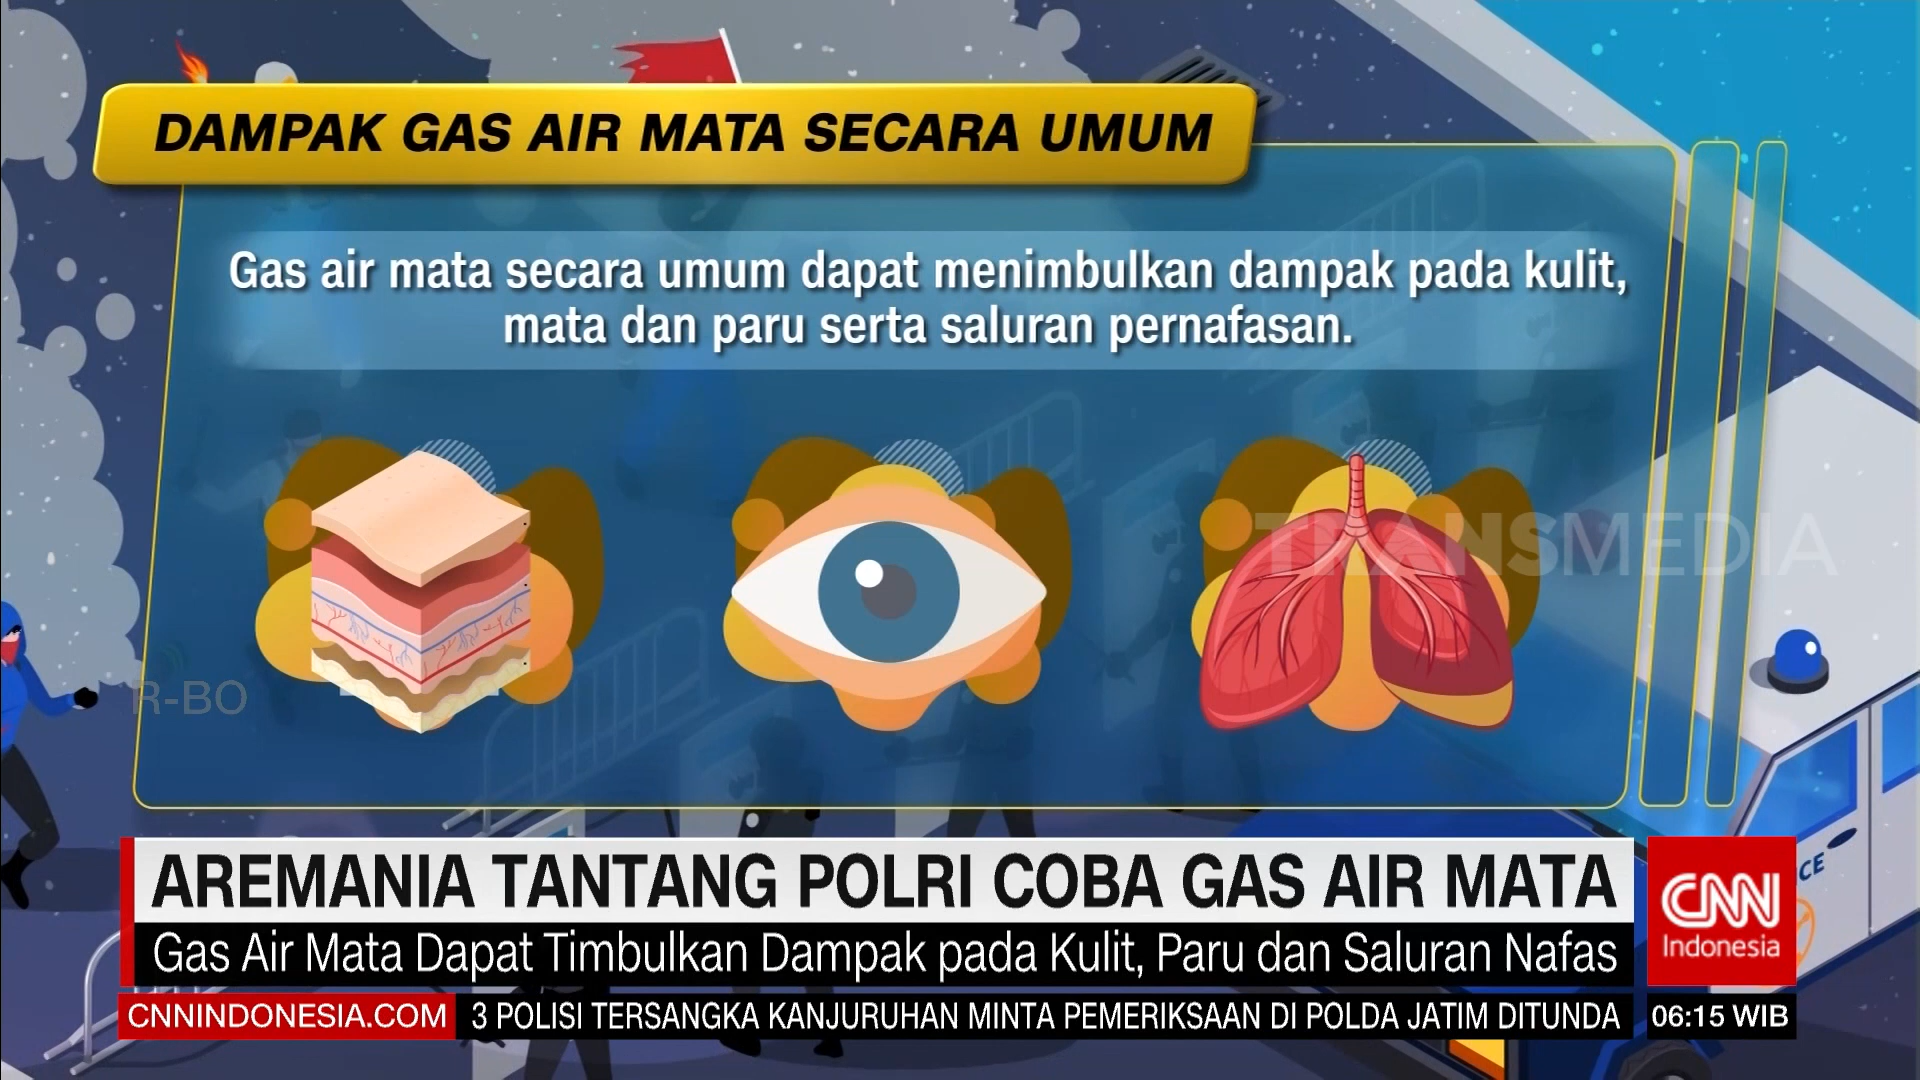 DAMPAK GAS AIR MATA SECARA UMUM
Gas air mata secara umum dapat menimbulkan dampak pada kulit,
mata dan paru serta saluran pernafasan.
TRANSMEDIA
R-BO
AREMANIA TANTANG POLRI COBA GAS AIR MATA
Gas Air Mata Dapat Timbulkan Dampak pada Kulit, Paru dan Saluran Nafas
CNN
Indonesia
CNNINDONESIA.COM 3 POLISI TERSANGKA KANJURUHAN MINTA PEMERIKSAAN DI POLDA JATIM DITUNDA 06:15 WIB